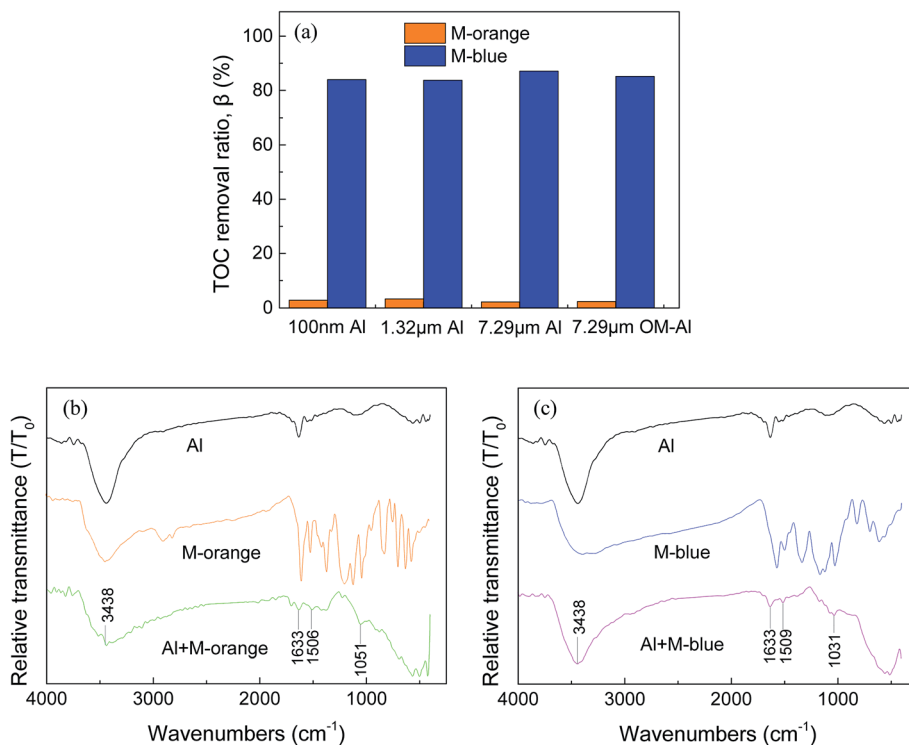 (a)
M-orange
M-blue
TOC removal ratio, β (%)
100
80
60
40
20
0
100nm Al 1.32μm Al 7.29μm Al 7.29μm OM-Al
(b)
Relative transmittance (T/T₀)
Al
M-orange
Al+M-orange
3438
1633
1506
1051
4000 3000 2000 1000
Wavenumbers (cm⁻¹)
(c)
Relative transmittance (T/T₀)
Al
M-blue
Al+M-blue
3438
1633
1509
1031
4000 3000 2000 1000
Wavenumbers (cm⁻¹)